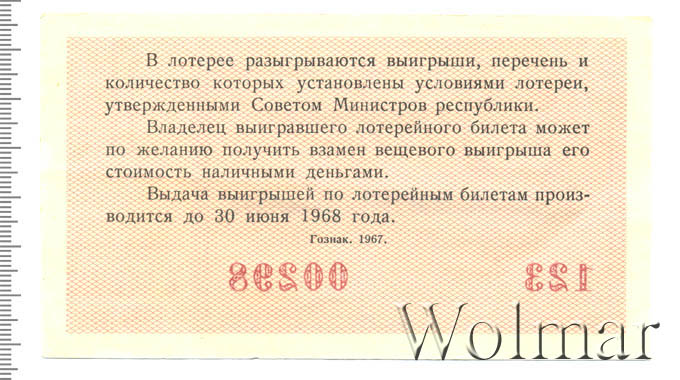 В лотерее разыгрываются выигрыши, перечень и
количество которых установлены условиями лотереи,
утвержденными Советом Министров республики.
Владелец выигравшего лотерейного билета может
по желанию получить взамен вещевого выигрыша его
стоимость наличными деньгами.
Выдача выигрышей по лотерейным билетам произ-
водится до 30 июня 1968 года.
Гознак. 1967.
00298 123
Wolmar